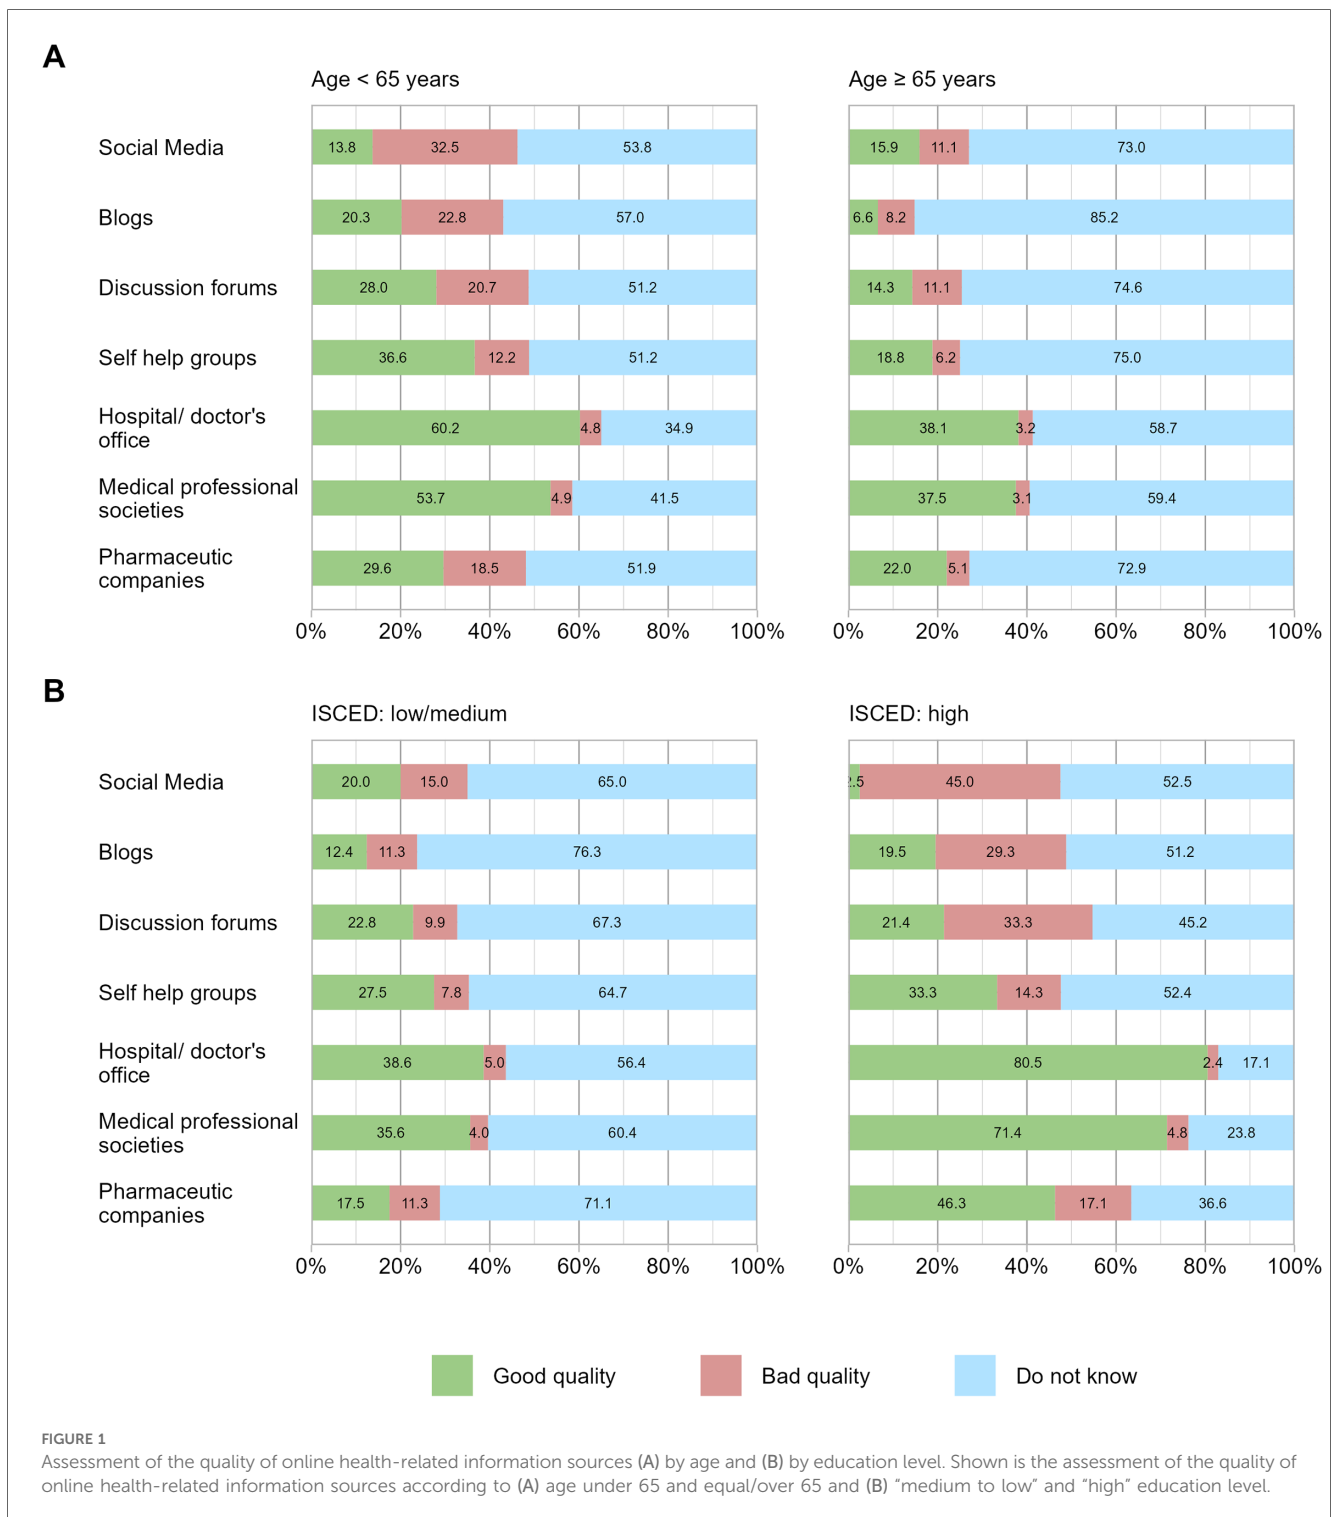 A
Age < 65 years
Age ≥ 65 years
Social Media
13.8 32.5 53.8
15.9 11.1 73.0
Blogs
20.3 22.8 57.0
6.6 8.2 85.2
Discussion forums
28.0 20.7 51.2
14.3 11.1 74.6
Self help groups
36.6 12.2 51.2
18.8 6.2 75.0
Hospital/ doctor's
office
60.2 4.8 34.9
38.1 3.2 58.7
Medical professional
societies
53.7 4.9 41.5
37.5 3.1 59.4
Pharmaceutic
companies
29.6 18.5 51.9
22.0 5.1 72.9
0% 20% 40% 60% 80% 100%
0% 20% 40% 60% 80% 100%
B
ISCED: low/medium
ISCED: high
Social Media
20.0 15.0 65.0
2.5 45.0 52.5
Blogs
12.4 11.3 76.3
19.5 29.3 51.2
Discussion forums
22.8 9.9 67.3
21.4 33.3 45.2
Self help groups
27.5 7.8 64.7
33.3 14.3 52.4
Hospital/ doctor's
office
38.6 5.0 56.4
80.5 2.4 17.1
Medical professional
societies
35.6 4.0 60.4
71.4 4.8 23.8
Pharmaceutic
companies
17.5 11.3 71.1
46.3 17.1 36.6
0% 20% 40% 60% 80% 100%
0% 20% 40% 60% 80% 100%
Good quality
Bad quality
Do not know
FIGURE 1
Assessment of the quality of online health-related information sources (A) by age and (B) by education level. Shown is the assessment of the quality of
online health-related information sources according to (A) age under 65 and equal/over 65 and (B) “medium to low” and “high” education level.